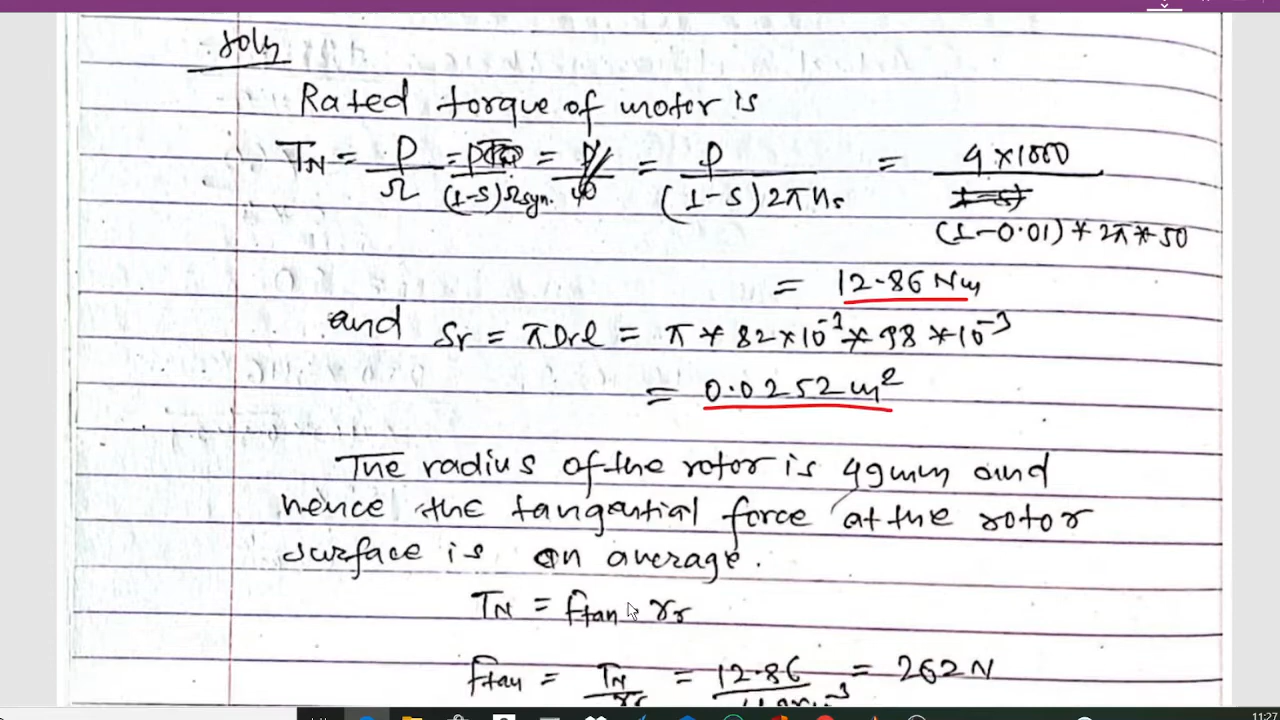 soln
Rated torque of motor is
TN = P/Ω = = = P/((1-S)2πns) = 4×1000/((1-0.01)*2π*50)
(1-S)Ωsyn.
= 12.86 Nm
and Sr = πDrl = π * 82×10⁻³ * 98 *10⁻³
= 0.0252 m²
The radius of the rotor is 49mm and
hence the tangential force at the rotor
surface is on average.
TN = ftan · rr
ftan = TN/rr = 12.86 = 262 N
11:27